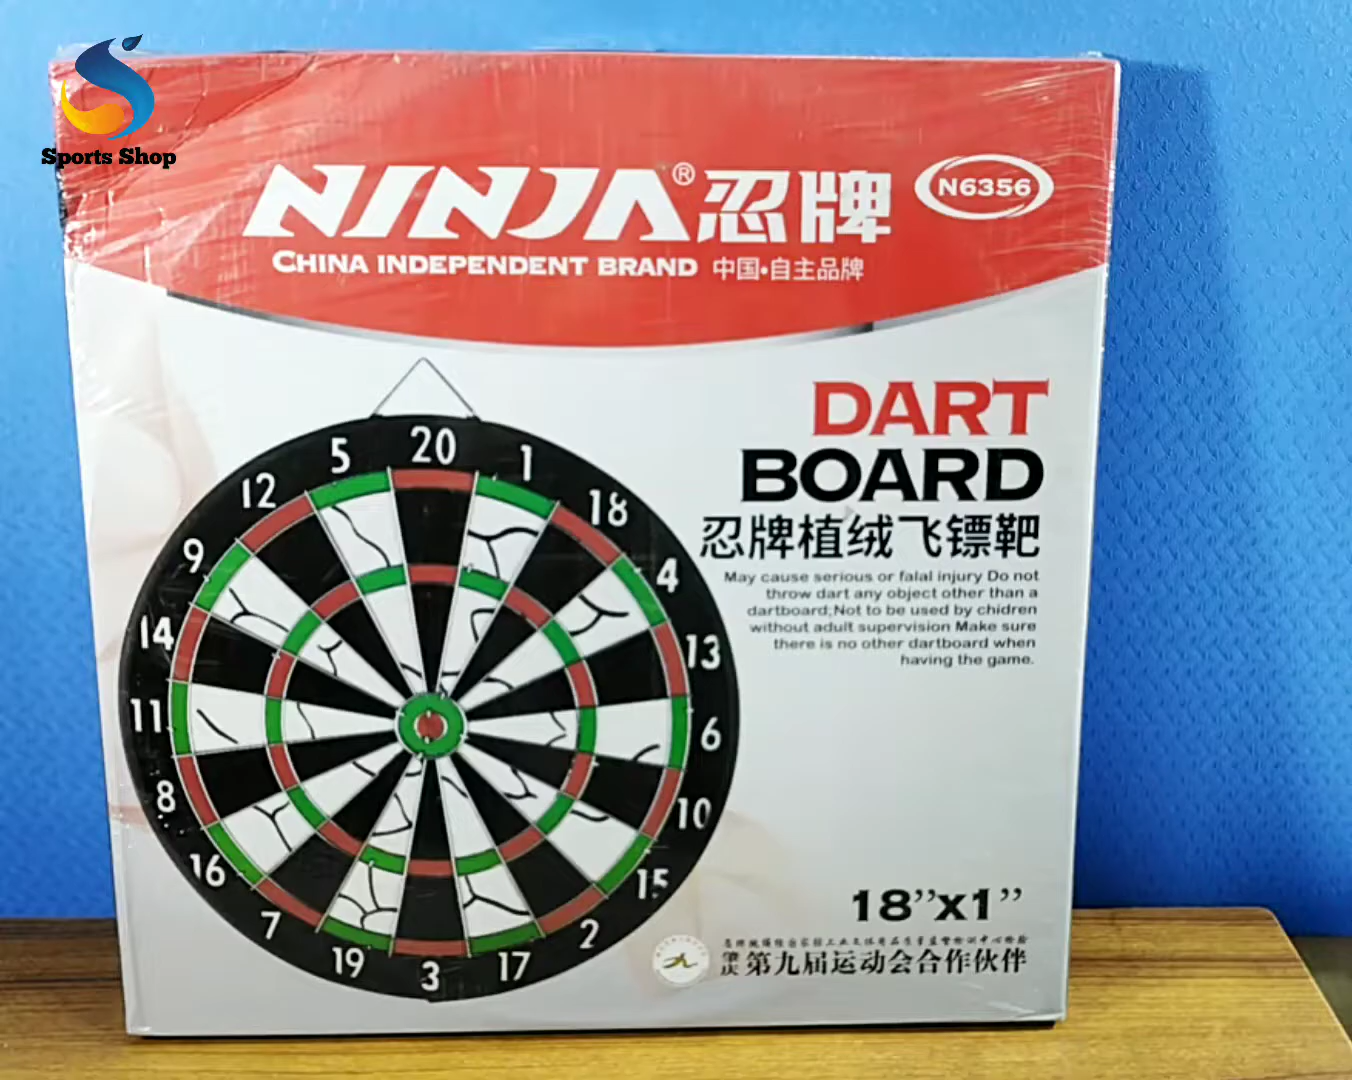 Sports Shop
NINJA®忍牌
N6356
CHINA INDEPENDENT BRAND 中国•自主品牌
DART
BOARD
忍牌植绒飞镖靶
May cause serious or falal injury Do not
throw dart any object other than a
dartboard;Not to be used by chidren
without adult supervision Make sure
there is no other dartboard when
having the game.
20
5
1
12
18
9
4
14
13
11
6
8
10
16
15
7
2
19
17
3
18”x1”
肇庆
第九届运动会合作伙伴